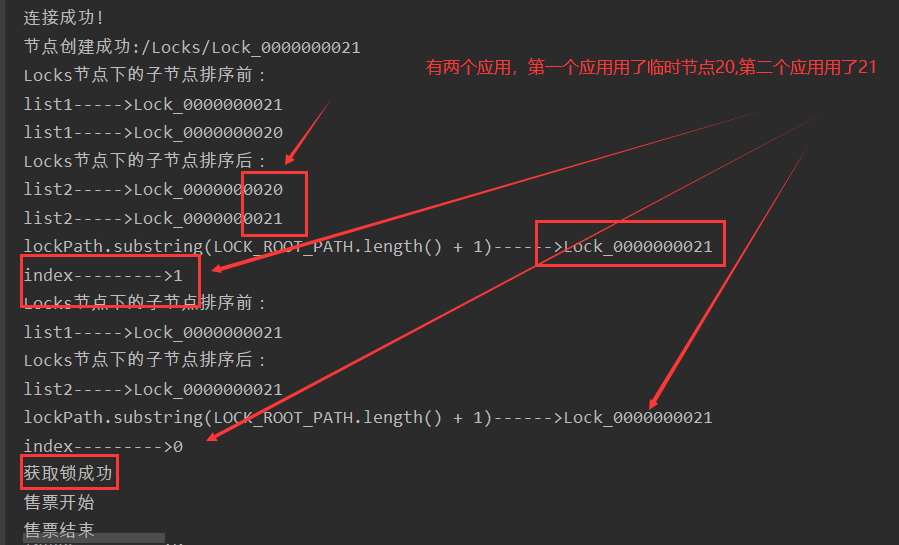 连接成功!
节点创建成功:/Locks/Lock_0000000021
有两个应用，第一个应用用了临时节点20,第二个应用用了21
Locks节点下的子节点排序前：
list1----->Lock_0000000021
list1----->Lock_0000000020
Locks节点下的子节点排序后：
list2----->Lock_0000000020
list2----->Lock_0000000021
lockPath.substring(LOCK_ROOT_PATH.length() + 1)------>Lock_0000000021
index--------->1
Locks节点下的子节点排序前：
list1----->Lock_0000000021
Locks节点下的子节点排序后：
list2----->Lock_0000000021
lockPath.substring(LOCK_ROOT_PATH.length() + 1)------>Lock_0000000021
index--------->0
获取锁成功
售票开始
售票结束